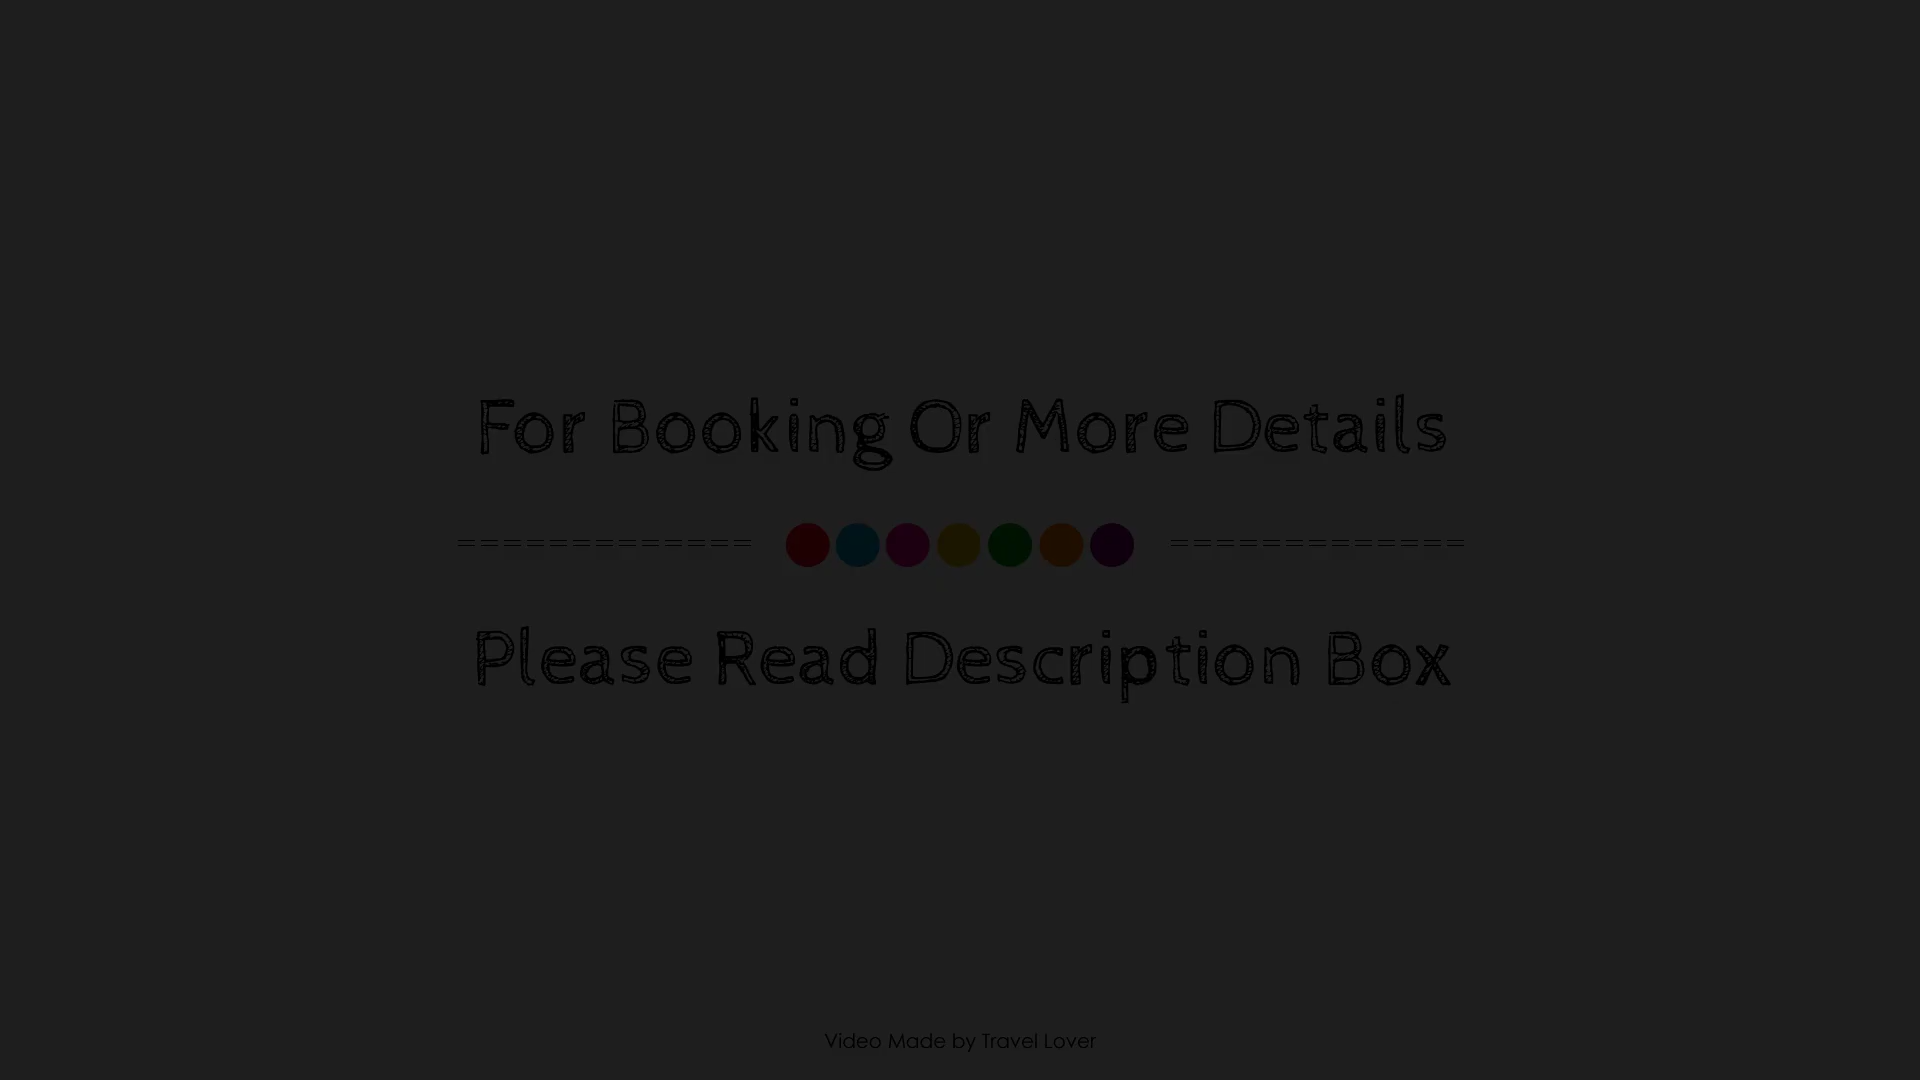 For Booking Or More Details
============= =============
Please Read Description Box
Video Made by Travel Lover